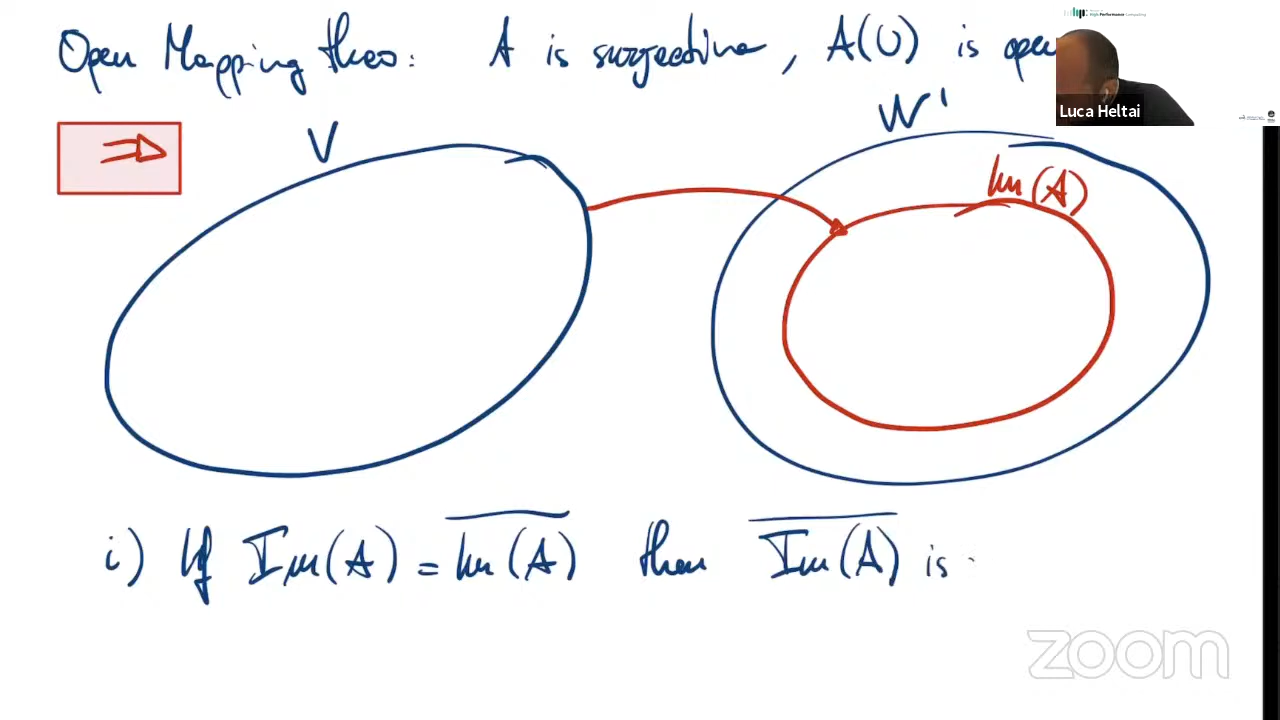 Open Mapping theo: A is surjective, A(U) is open
Luca Heltai
⇒
V
W'
Im(A)
i) If Im(A) = Im(A) then Im(A) is
zoom